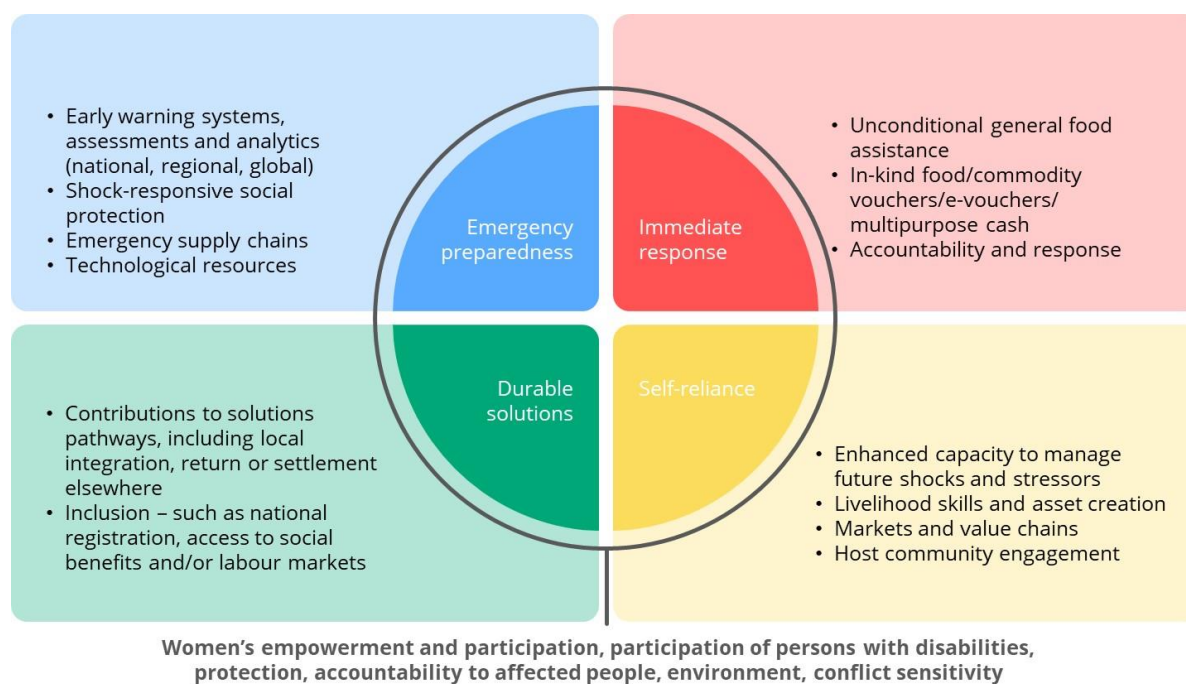 • Early warning systems,
assessments and analytics
(national, regional, global)
• Shock-responsive social
protection
• Emergency supply chains
• Technological resources
Emergency
preparedness
Immediate
response
• Unconditional general food
assistance
• In-kind food/commodity
vouchers/e-vouchers/
multipurpose cash
• Accountability and response
• Contributions to solutions
pathways, including local
integration, return or settlement
elsewhere
• Inclusion – such as national
registration, access to social
benefits and/or labour markets
Durable
solutions
Self-reliance
• Enhanced capacity to manage
future shocks and stressors
• Livelihood skills and asset creation
• Markets and value chains
• Host community engagement
Women’s empowerment and participation, participation of persons with disabilities,
protection, accountability to affected people, environment, conflict sensitivity